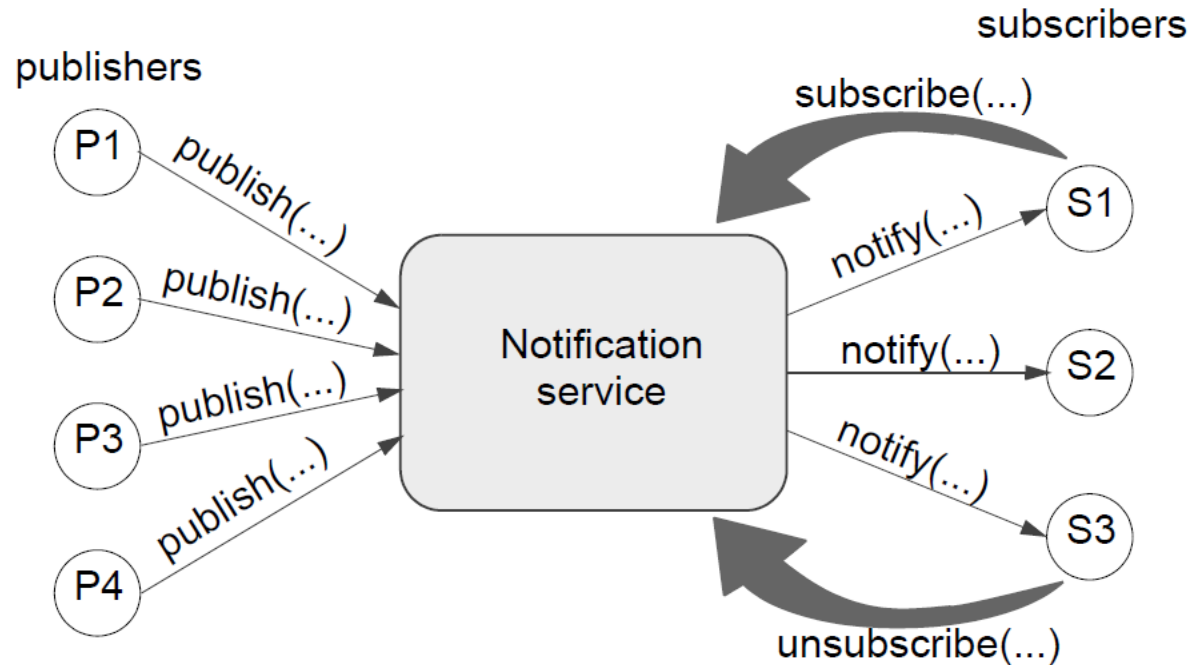 subscribers
publishers
subscribe(...)
P1
publish(...)
S1
notify(...)
P2
publish(...)
Notification
service
notify(...)
S2
P3
publish(...)
notify(...)
P4
publish(...)
S3
unsubscribe(...)